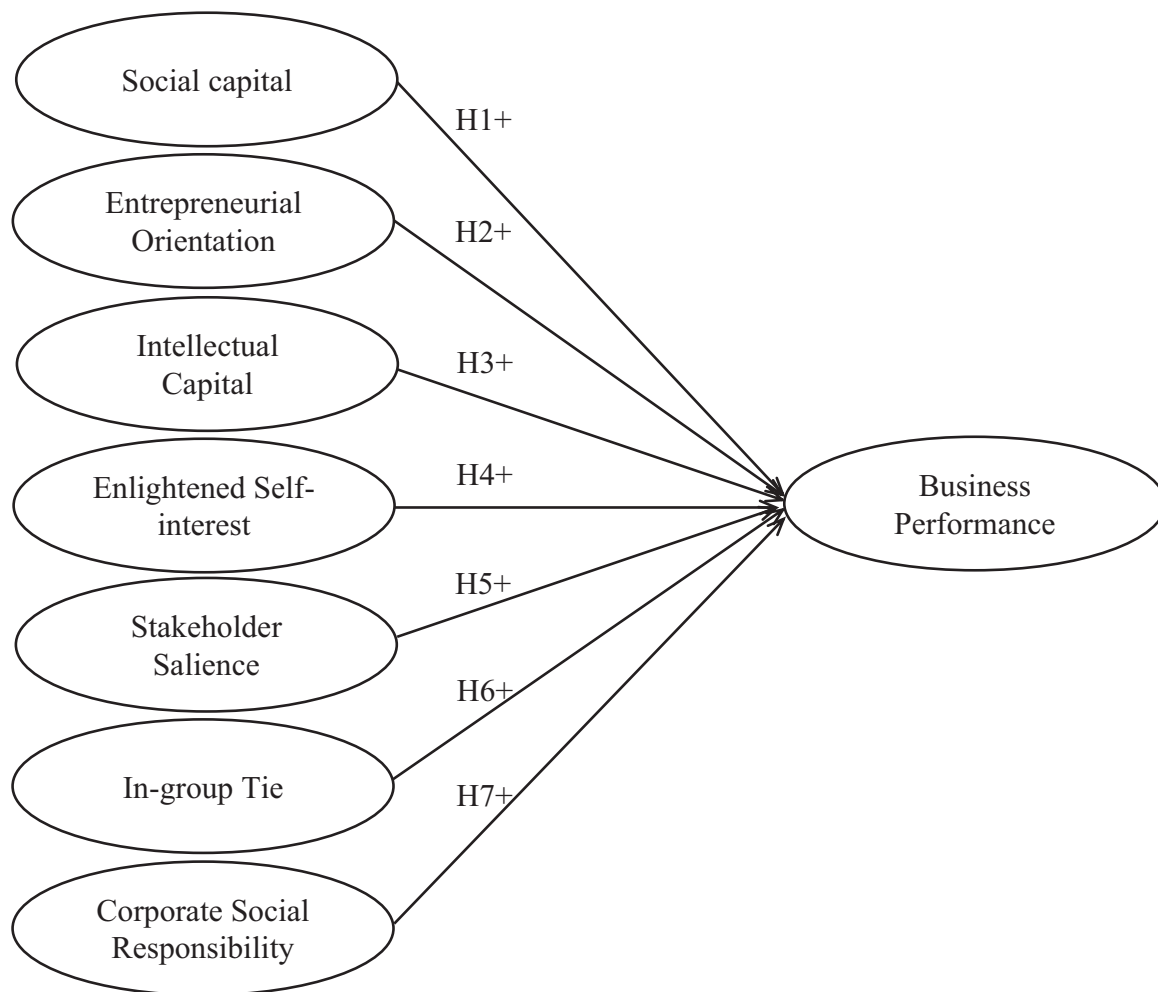 Social capital
H1+
Entrepreneurial
Orientation
H2+
Intellectual
Capital
H3+
Enlightened Self-
interest
H4+
Business
Performance
Stakeholder
Salience
H5+
In-group Tie
H6+
Corporate Social
Responsibility
H7+